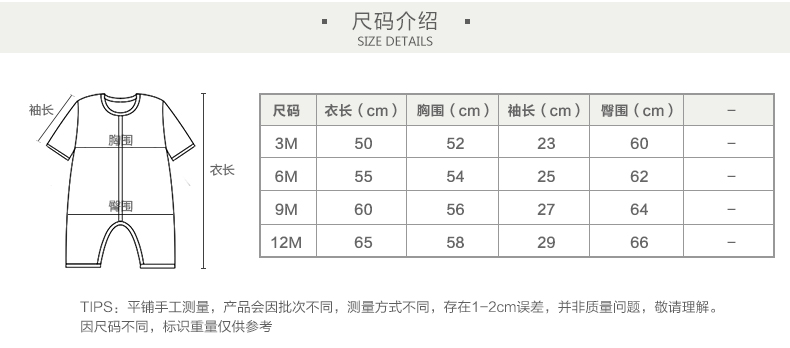 ▪ 尺码介绍 ▪
SIZE DETAILS
袖长
胸围
衣长
臀围
尺码 衣长（cm） 胸围（cm） 袖长（cm） 臀围（cm） –
3M 50 52 23 60 –
6M 55 54 25 62 –
9M 60 56 27 64 –
12M 65 58 29 66 –
TIPS：平铺手工测量，产品会因批次不同，测量方式不同，存在1-2cm误差，并非质量问题，敬请理解。
因尺码不同，标识重量仅供参考